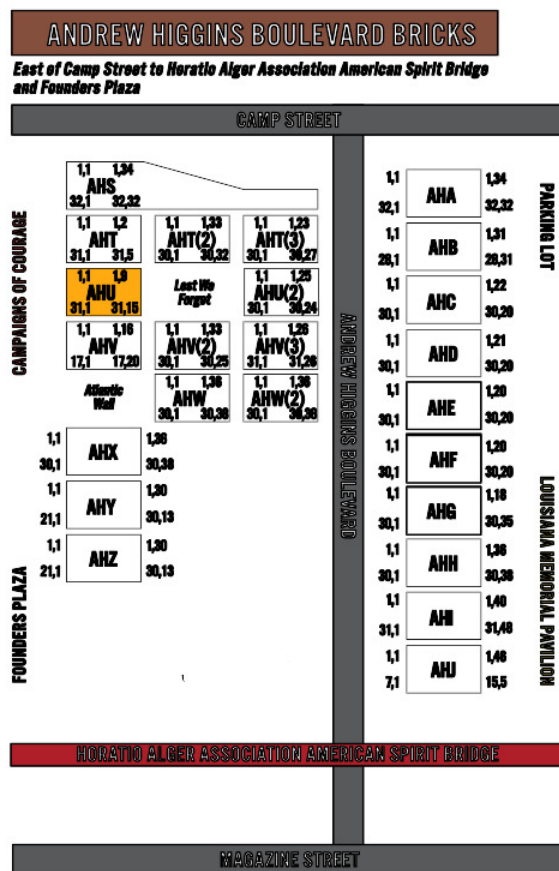 ANDREW HIGGINS BOULEVARD BRICKS
East of Camp Street to Horatio Alger Association American Spirit Bridge
and Founders Plaza
CAMP STREET
CAMPAIGNS OF COURAGE
FOUNDERS PLAZA
1,1 1,34
AHS
32,1 32,32
1,1 1,2
AHT
31,1 31,5
1,1 1,33
AHT(2)
30,1 30,32
1,1 1,23
AHT(3)
30,1 30,27
1,1 1,9
AHU
31,1 31,15
Lest We
Forget
1,1 1,25
AHU(2)
30,1 30,24
1,1 1,16
AHV
17,1 17,20
1,1 1,33
AHV(2)
30,1 30,25
1,1 1,26
AHV(3)
31,1 31,26
Atlantic
Wall
1,1 1,36
AHW
30,1 30,38
1,1 1,36
AHW(2)
30,1 30,38
1,1 1,36
AHX
30,1 30,38
1,1 1,30
AHY
21,1 30,13
1,1 1,30
AHZ
21,1 30,13
ANDREW HIGGINS BOULEVARD
1,1 1,34
AHA
32,1 32,32
1,1 1,31
AHB
28,1 28,31
1,1 1,22
AHC
30,1 30,20
1,1 1,21
AHD
30,1 30,20
1,1 1,20
AHE
30,1 30,20
1,1 1,20
AHF
30,1 30,20
1,1 1,18
AHG
30,1 30,35
1,1 1,36
AHH
30,1 30,38
1,1 1,40
AHI
31,1 31,48
1,1 1,46
AHJ
7,1 15,5
PARKING LOT
LOUISIANA MEMORIAL PAVILION
HORATIO ALGER ASSOCIATION AMERICAN SPIRIT BRIDGE
MAGAZINE STREET